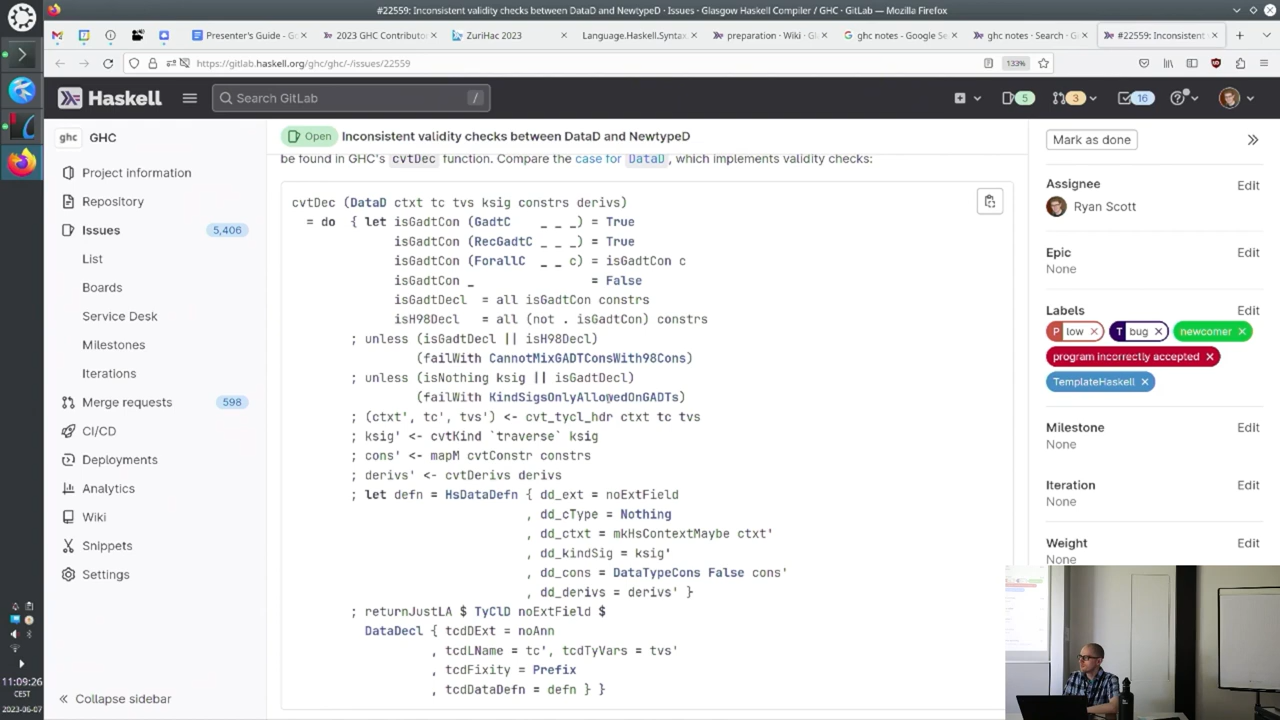 #22559: Inconsistent validity checks between DataD and NewtypeD · Issues · Glasgow Haskell Compiler / GHC · GitLab — Mozilla Firefox
Presenter's Guide - G
2023 GHC Contributo
ZuriHac 2023
Language.Haskell.Syntax
preparation · Wiki · Gl
ghc notes - Google Se
ghc notes · Search · G
#22559: Inconsistent
https://gitlab.haskell.org/ghc/ghc/-/issues/22559
133%
Haskell
Search GitLab
/
5
3
16
ghc GHC
Open Inconsistent validity checks between DataD and NewtypeD
Mark as done
be found in GHC's cvtDec function. Compare the case for DataD, which implements validity checks:
Project information
Repository
Issues 5,406
List
Boards
Service Desk
Milestones
Iterations
Merge requests 598
CI/CD
Deployments
Analytics
Wiki
Snippets
Settings
Collapse sidebar
cvtDec (DataD ctxt tc tvs ksig constrs derivs)
= do { let isGadtCon (GadtC _ _ _) = True
isGadtCon (RecGadtC _ _ _) = True
isGadtCon (ForallC _ _ c) = isGadtCon c
isGadtCon _ = False
isGadtDecl = all isGadtCon constrs
isH98Decl = all (not . isGadtCon) constrs
; unless (isGadtDecl || isH98Decl)
(failWith CannotMixGADTConsWith98Cons)
; unless (isNothing ksig || isGadtDecl)
(failWith KindSigsOnlyAllowedOnGADTs)
; (ctxt', tc', tvs') <- cvt_tycl_hdr ctxt tc tvs
; ksig' <- cvtKind `traverse` ksig
; cons' <- mapM cvtConstr constrs
; derivs' <- cvtDerivs derivs
; let defn = HsDataDefn { dd_ext = noExtField
, dd_cType = Nothing
, dd_ctxt = mkHsContextMaybe ctxt'
, dd_kindSig = ksig'
, dd_cons = DataTypeCons False cons'
, dd_derivs = derivs' }
; returnJustLA $ TyClD noExtField $
DataDecl { tcdDExt = noAnn
, tcdLName = tc', tcdTyVars = tvs'
, tcdFixity = Prefix
, tcdDataDefn = defn } }
Assignee Edit
Ryan Scott
Epic Edit
None
Labels Edit
P low
T bug
newcomer
program incorrectly accepted
TemplateHaskell
Milestone Edit
None
Iteration Edit
None
Weight Edit
None
11:09:26
CEST
2023-06-07